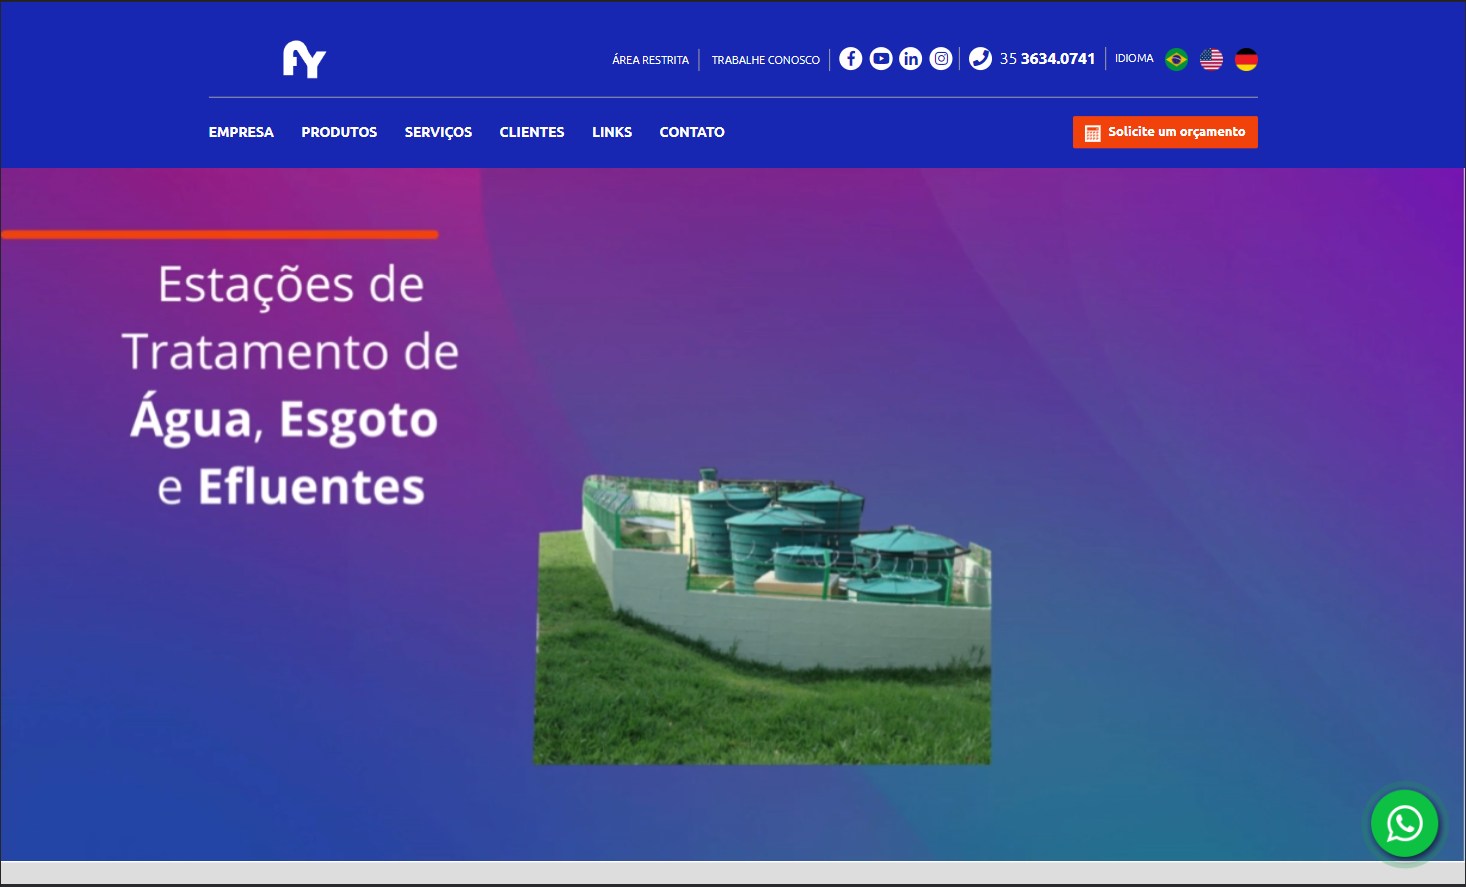 AY
ÁREA RESTRITA
TRABALHE CONOSCO
35 3634.0741
IDIOMA
EMPRESA
PRODUTOS
SERVIÇOS
CLIENTES
LINKS
CONTATO
Solicite um orçamento
Estações de
Tratamento de
Água, Esgoto
e Efluentes